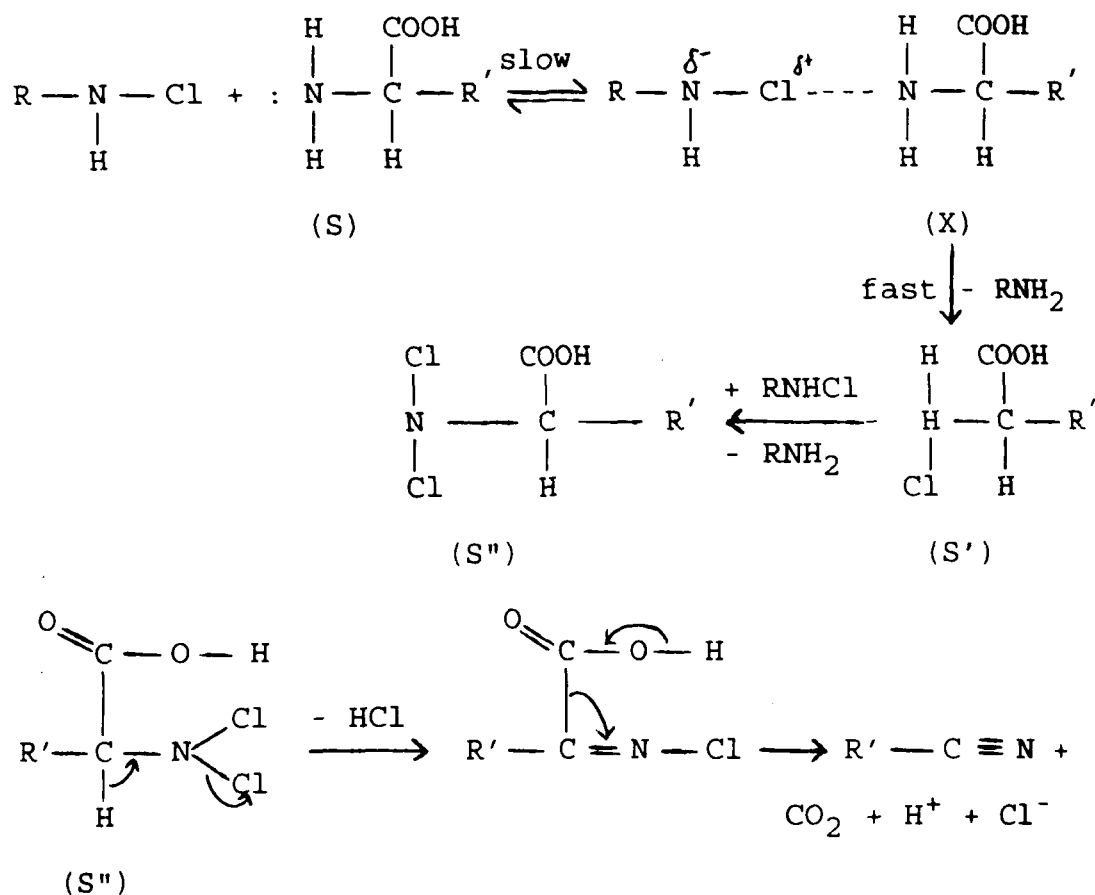 H H COOH H H COOH
R — N — Cl + : N — C — R′ slow R — N δ- — Cl δ+ ---- N — C — R′
H H H H H H
(S) (X)
fast - RNH2
Cl COOH H COOH
N — C — R′ + RNHCl - RNH2 H — C — R′
Cl H Cl H
(S") (S')
O C — O — H O C — O — H
R′ — C — N Cl Cl - HCl R′ — C = N — Cl R′ — C ≡ N +
H CO2 + H+ + Cl-
(S")